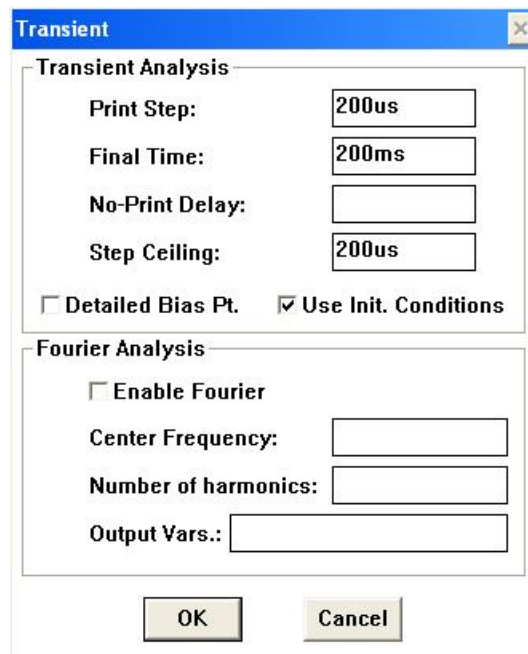 Transient
Transient Analysis
Print Step: 200us
Final Time: 200ms
No-Print Delay:
Step Ceiling: 200us
Detailed Bias Pt. Use Init. Conditions
Fourier Analysis
Enable Fourier
Center Frequency:
Number of harmonics:
Output Vars.:
OK Cancel